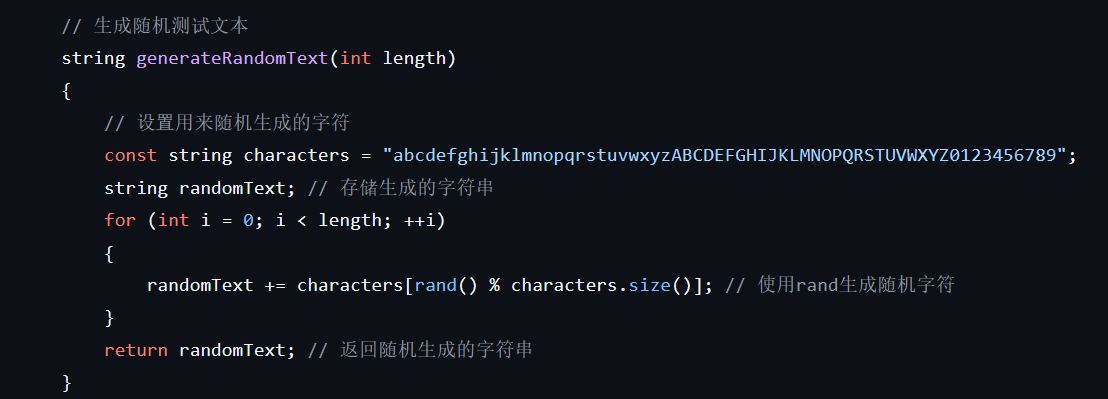 // 生成随机测试文本
string generateRandomText(int length)
{
// 设置用来随机生成的字符
const string characters = "abcdefghijklmnopqrstuvwxyzABCDEFGHIJKLMNOPQRSTUVWXYZ0123456789";
string randomText; // 存储生成的字符串
for (int i = 0; i < length; ++i)
{
randomText += characters[rand() % characters.size()]; // 使用rand生成随机字符
}
return randomText; // 返回随机生成的字符串
}